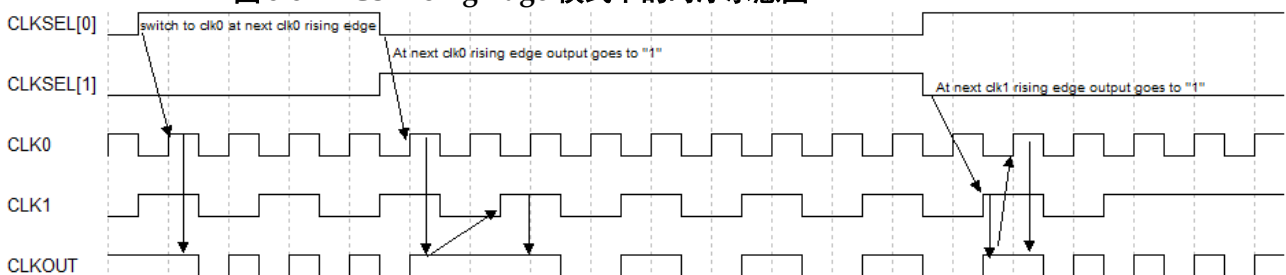 CLKSEL[0]
switch to clk0 at next clk0 rising edge
At next clk0 rising edge output goes to "1"
CLKSEL[1]
At next clk1 rising edge output goes to "1"
CLK0
CLK1
CLKOUT